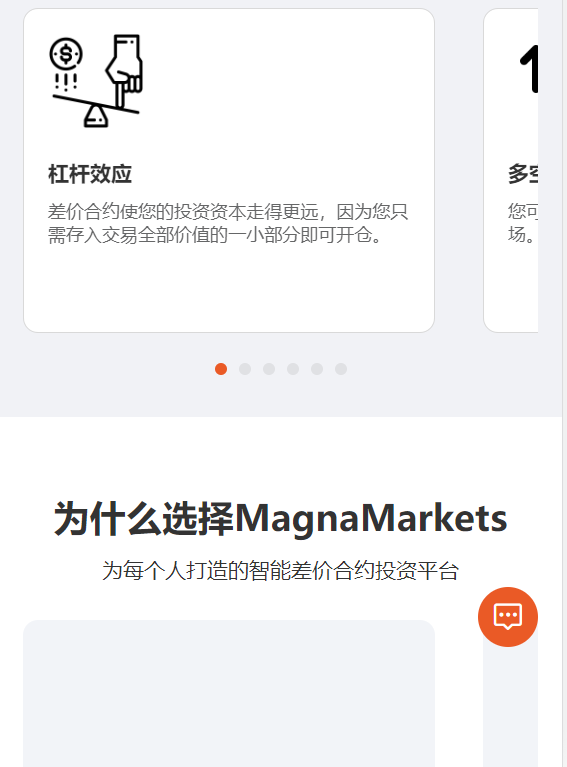 杠杆效应
差价合约使您的投资资本走得更远，因为您只
需存入交易全部价值的一小部分即可开仓。
多空
您可
场。
为什么选择MagnaMarkets
为每个人打造的智能差价合约投资平台